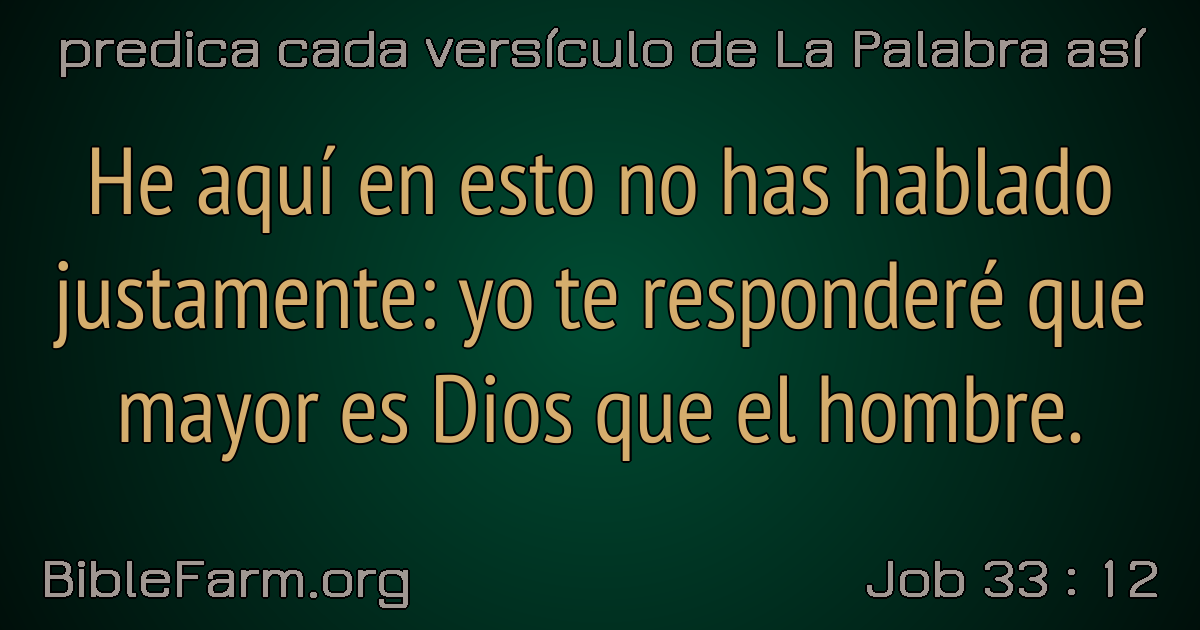 predica cada versículo de La Palabra así
He aquí en esto no has hablado
justamente: yo te responderé que
mayor es Dios que el hombre.
BibleFarm.org
Job 33 : 12